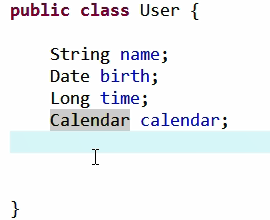 public class User {
String name;
Date birth;
Long time;
Calendar calendar;
}